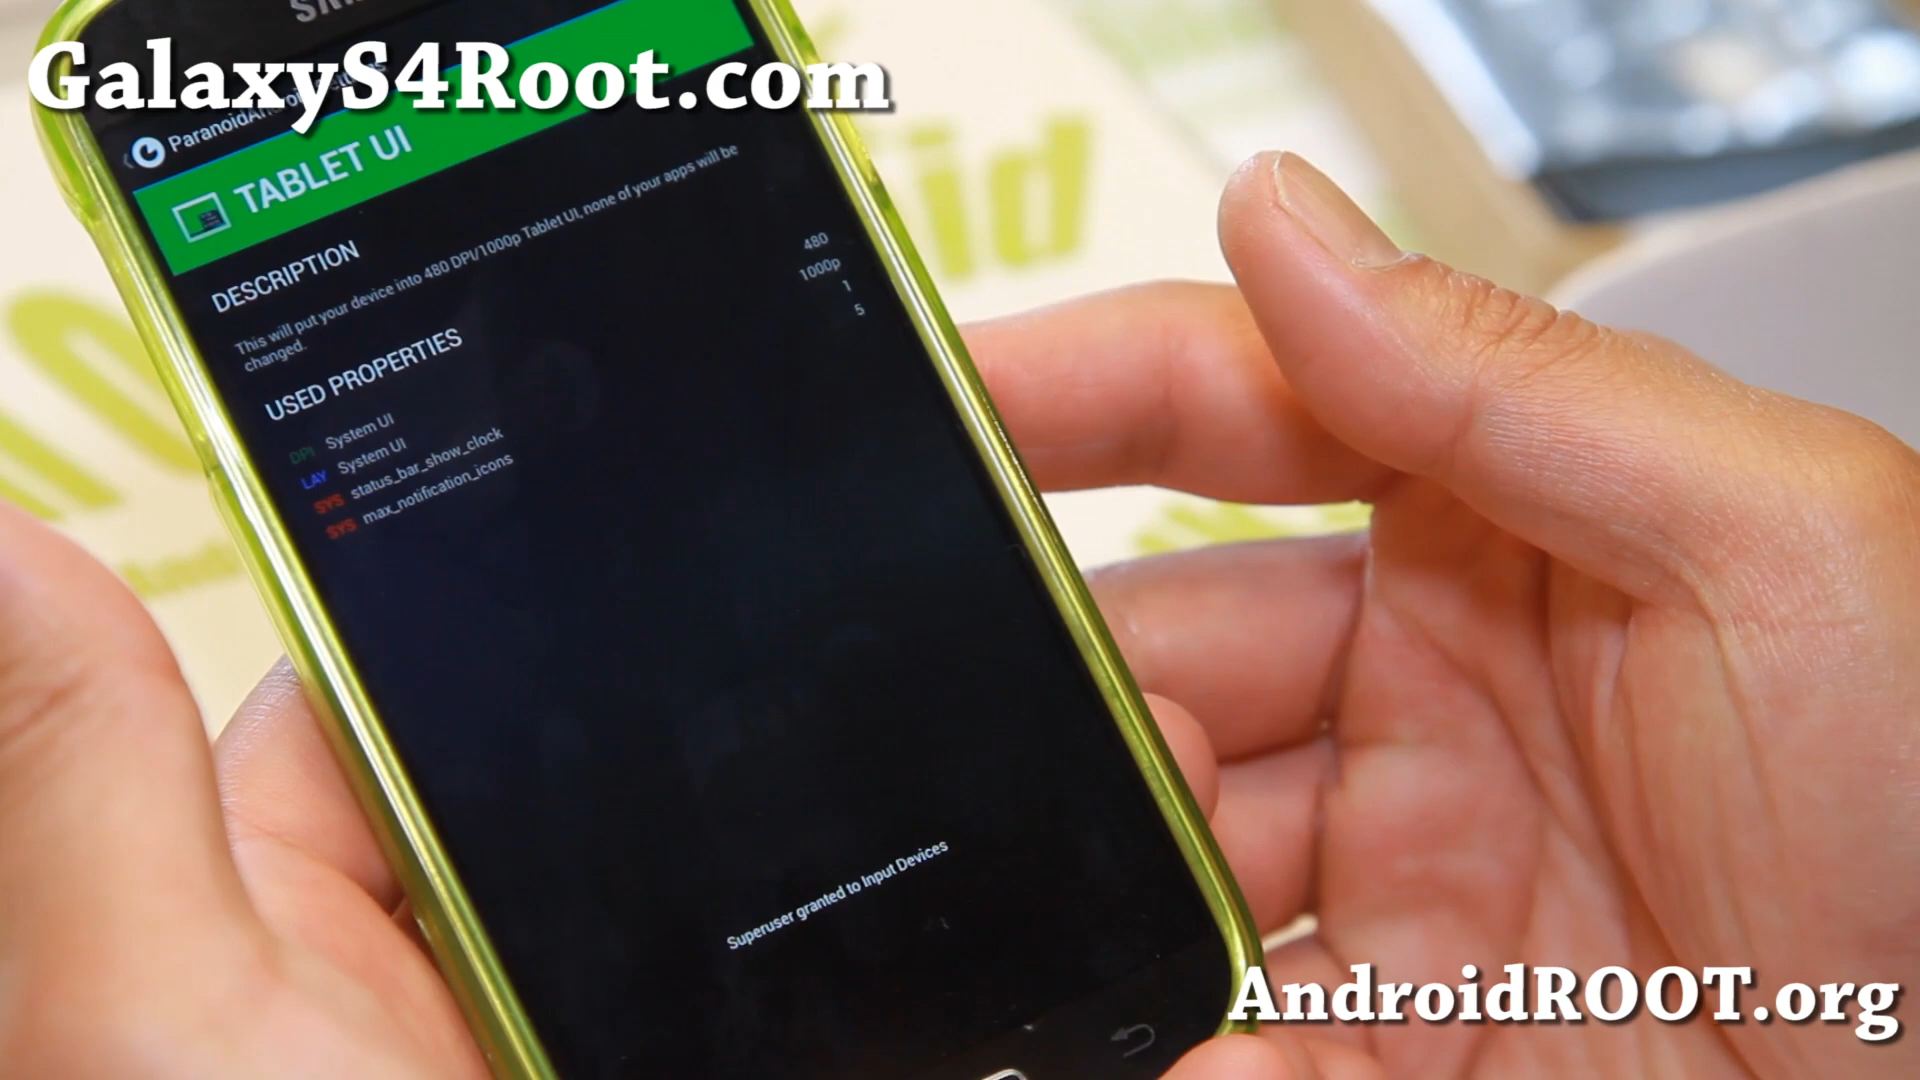 GalaxyS4Root.com
TABLET UI
DESCRIPTION
This will put your device into 480 DPI/1000p Tablet UI, none of your apps will be
changed.
USED PROPERTIES
DPI System UI 480
LAY System UI 1000p
SYS status_bar_show_clock 1
SYS max_notification_icons 5
Superuser granted to Input Devices
AndroidROOT.org